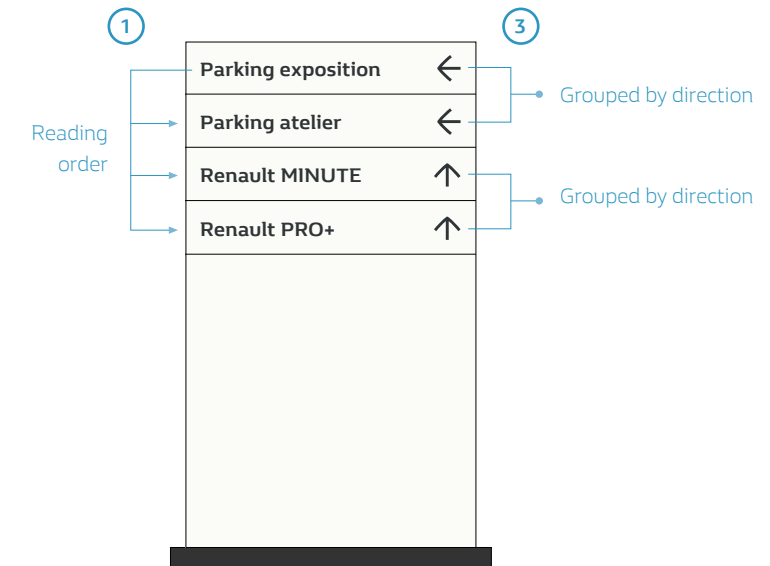 1
3
Parking exposition
Grouped by direction
Parking atelier
Reading
order
Renault MINUTE
Grouped by direction
Renault PRO+